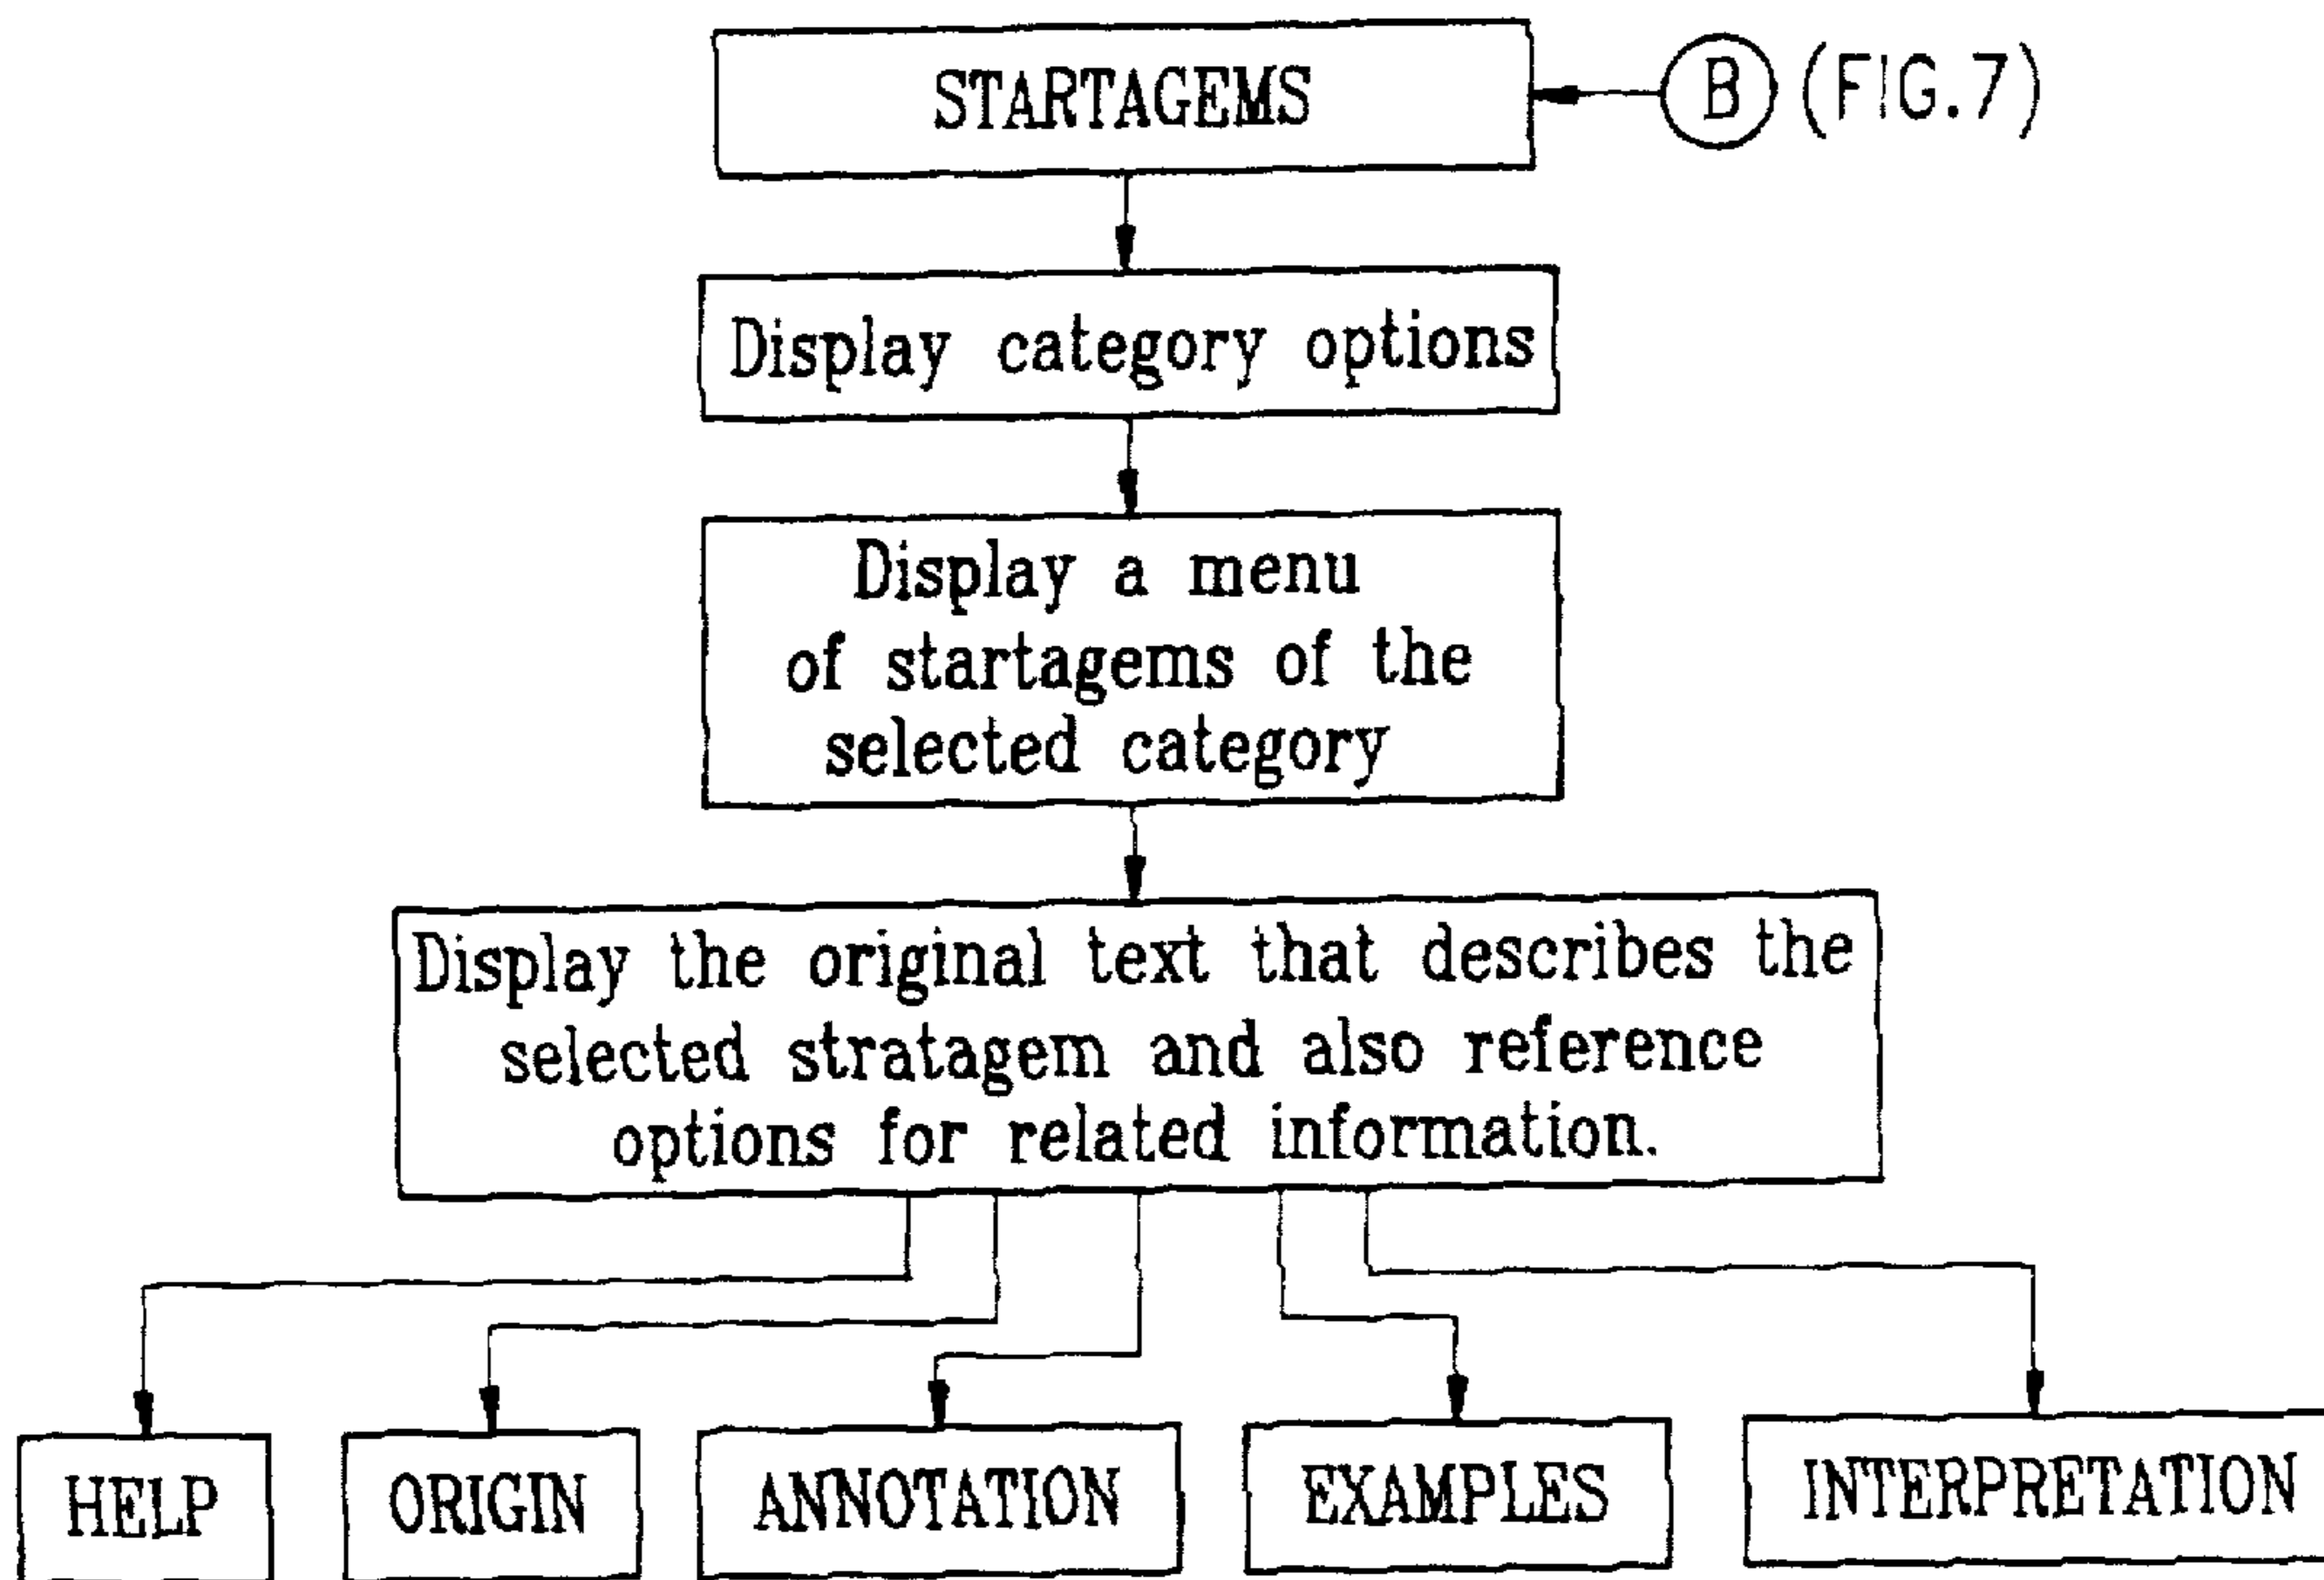 STARTAGEMS
B (FIG.7)
Display category options
Display a menu
of startagems of the
selected category
Display the original text that describes the
selected stratagem and also reference
options for related information.
HELP
ORIGIN
ANNOTATION
EXAMPLES
INTERPRETATION